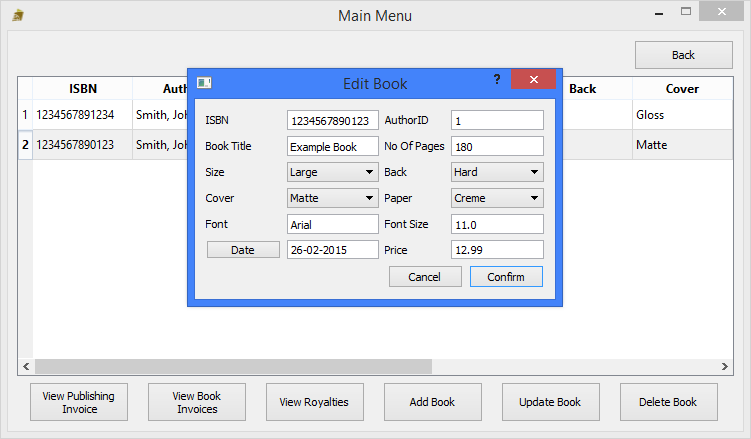 Main Menu
Back
ISBN Auth Back Cover
1 1234567891234 Smith, Joh Gloss
2 1234567890123 Smith, Joh Matte
Edit Book
?
ISBN 1234567890123 AuthorID 1
Book Title Example Book No Of Pages 180
Size Large Back Hard
Cover Matte Paper Creme
Font Arial Font Size 11.0
Date 26-02-2015 Price 12.99
Cancel Confirm
View Publishing
Invoice
View Book
Invoices
View Royalties
Add Book
Update Book
Delete Book